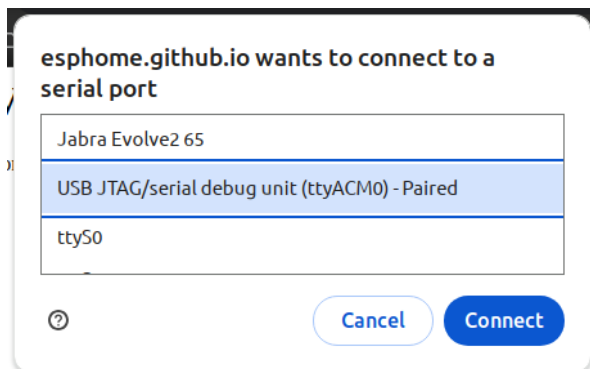 esphome.github.io wants to connect to a
serial port
Jabra Evolve2 65
USB JTAG/serial debug unit (ttyACM0) - Paired
ttyS0
Cancel
Connect